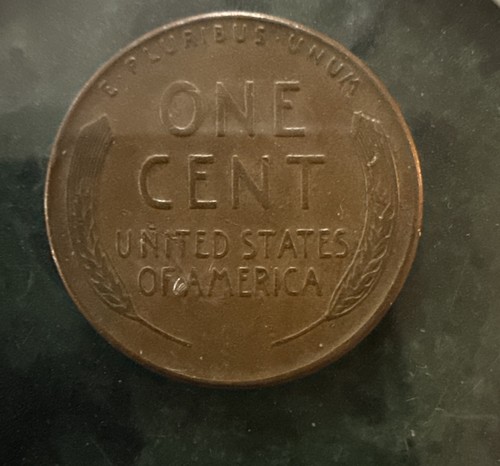 E·PLURIBUS·UNUM
ONE
CENT
UNITED STATES
OF AMERICA